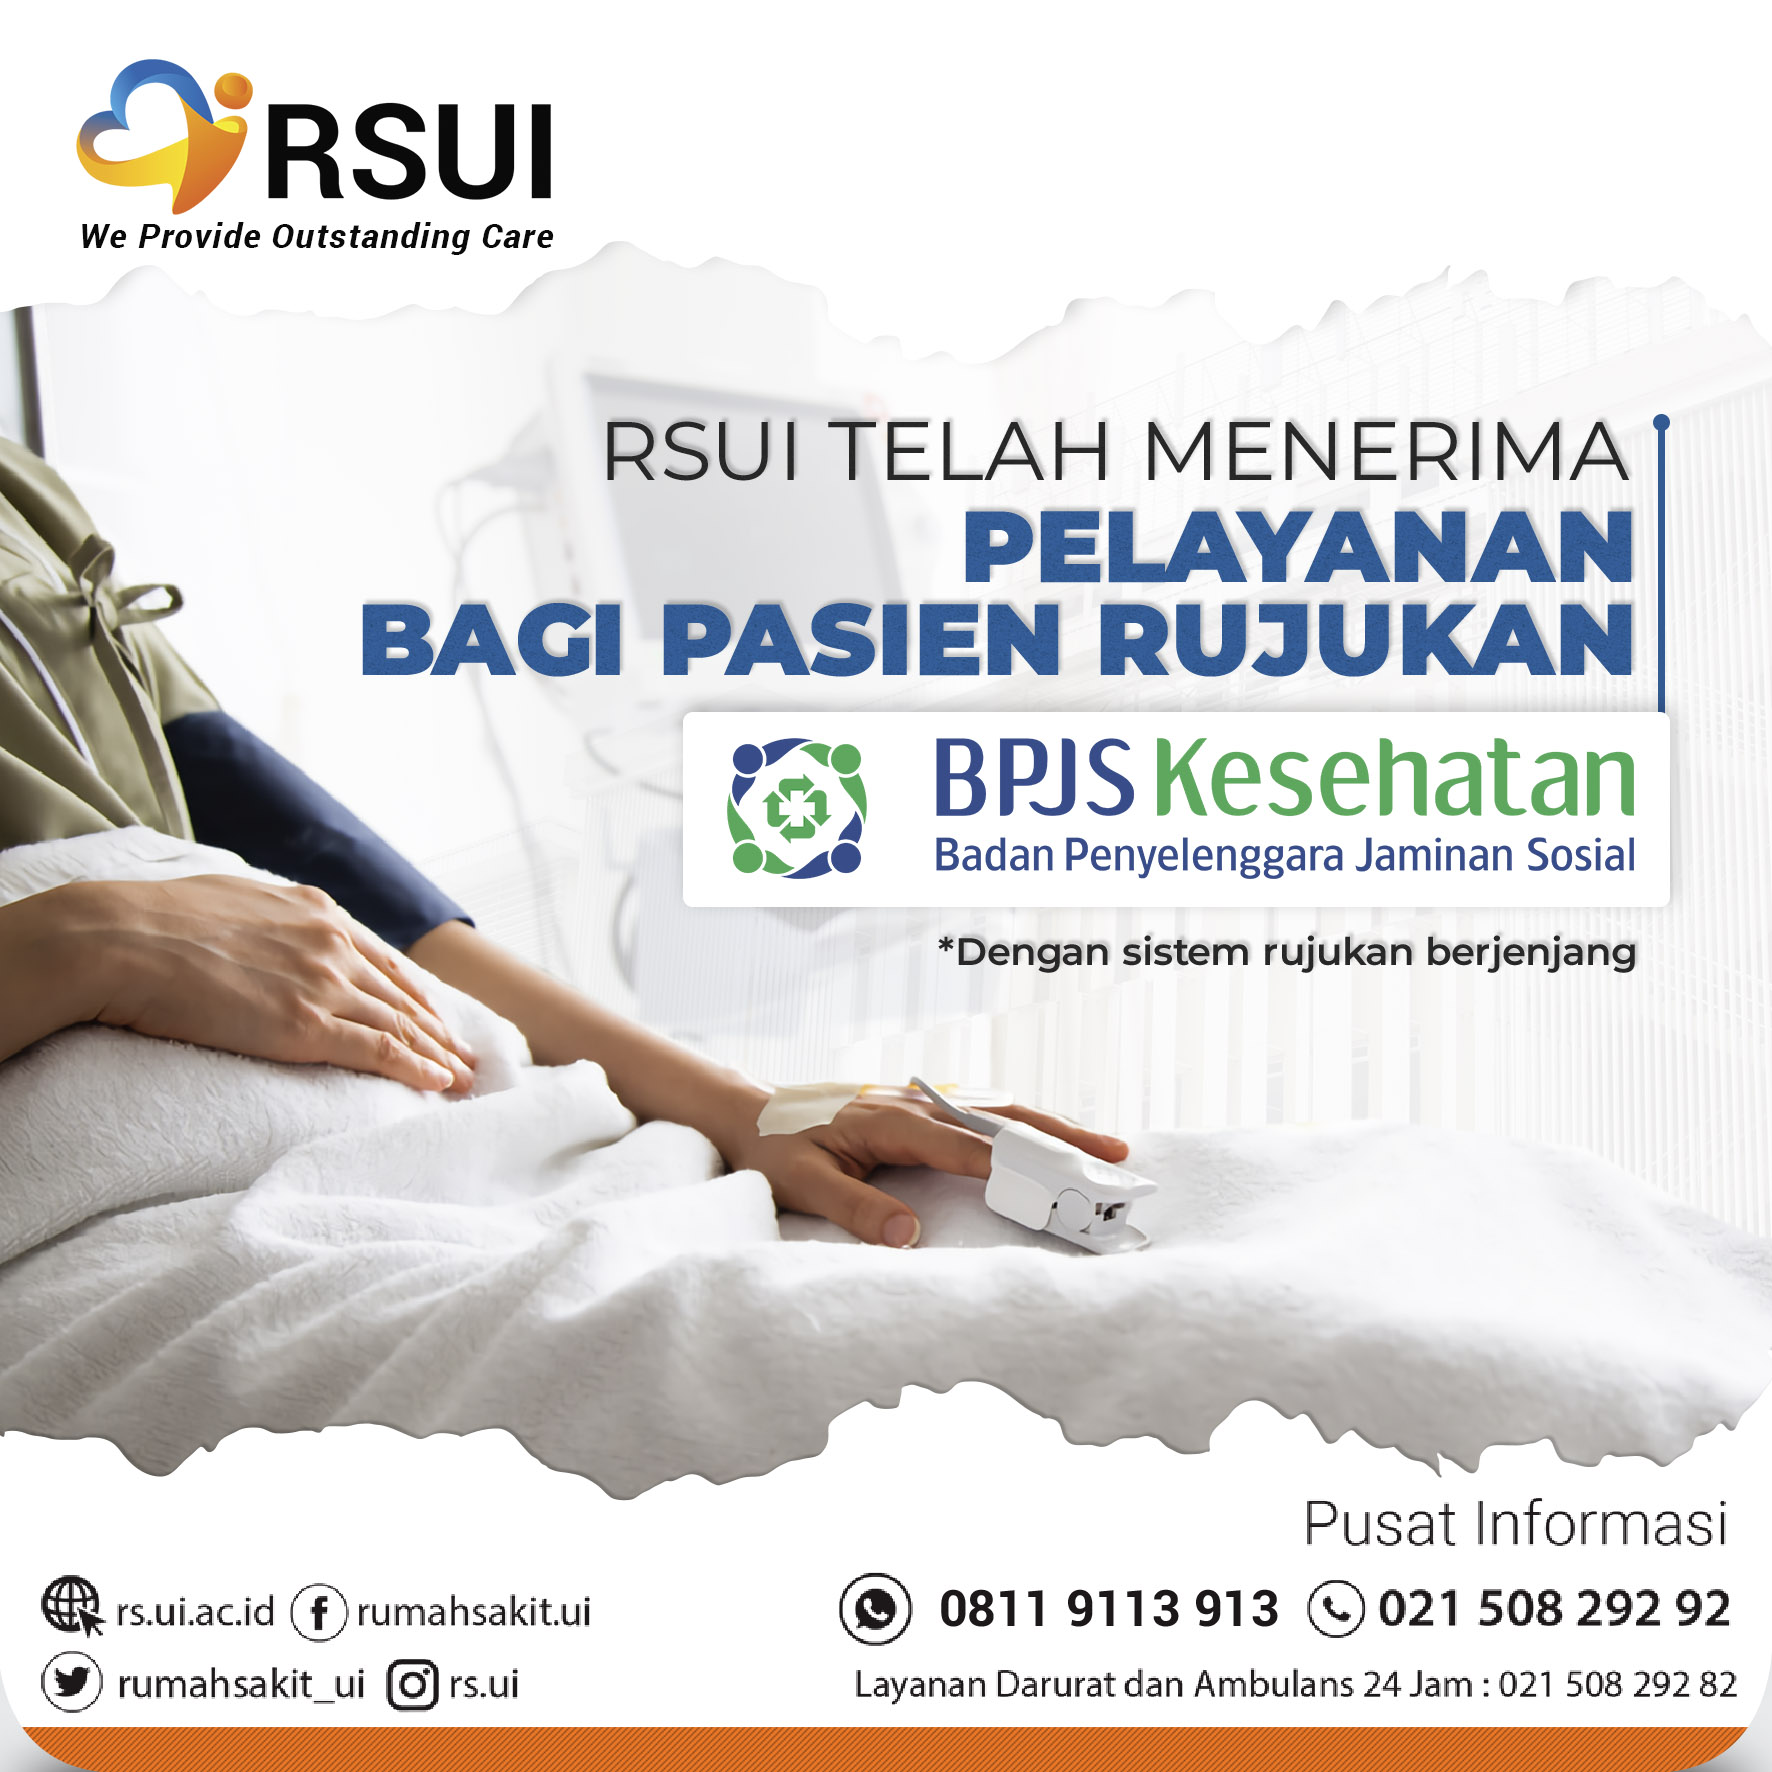 RSUI
We Provide Outstanding Care
RSUI TELAH MENERIMA
PELAYANAN
BAGI PASIEN RUJUKAN
BPJS Kesehatan
Badan Penyelenggara Jaminan Sosial
*Dengan sistem rujukan berjenjang
Pusat Informasi
rs.ui.ac.id rumahsakit.ui
0811 9113 913 021 508 292 92
rumahsakit_ui rs.ui
Layanan Darurat dan Ambulans 24 Jam : 021 508 292 82